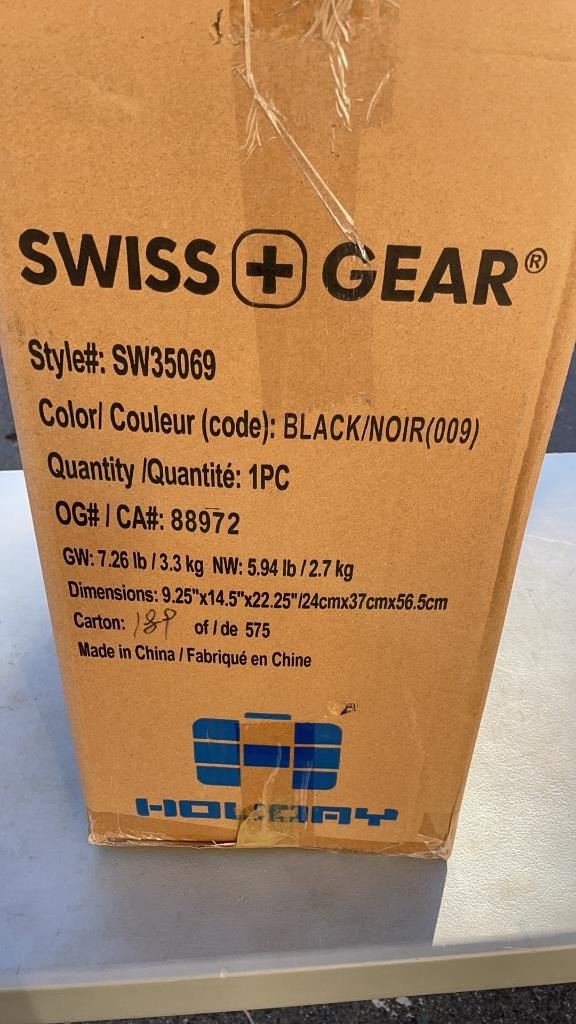 SWISS GEAR®
Style#: SW35069
Color/ Couleur (code): BLACK/NOIR(009)
Quantity /Quantité: 1PC
OG# / CA#: 88972
GW: 7.26 lb / 3.3 kg NW: 5.94 lb / 2.7 kg
Dimensions: 9.25"x14.5"x22.25"/24cmx37cmx56.5cm
Carton: of / de 575
Made in China / Fabriqué en Chine
HOLIDAY